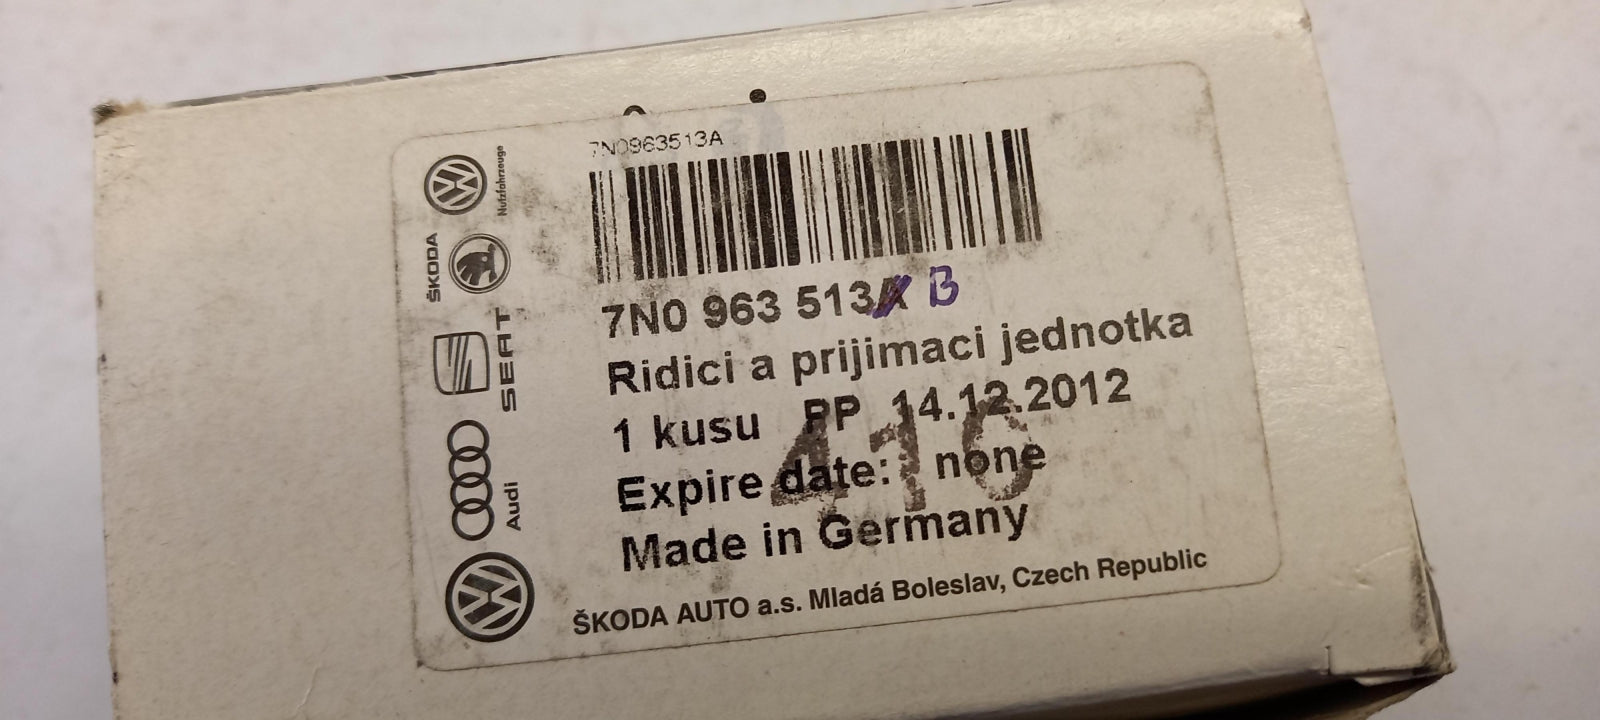 7N0963513A
Nutzfahrzeuge
ŠKODA
SEAT
Audi
7N0 963 513A B
Ridici a prijimaci jednotka
1 kusu PP 14.12.2012
416
Expire date: none
Made in Germany
ŠKODA AUTO a.s. Mladá Boleslav, Czech Republic